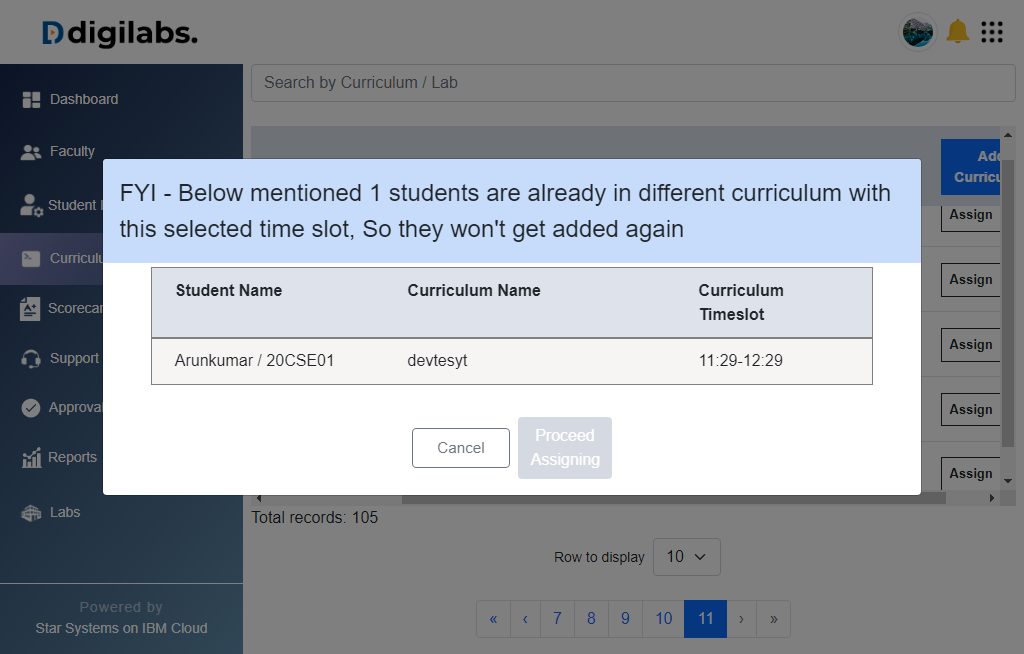 digilabs.
Search by Curriculum / Lab
Dashboard
Faculty
Student
Curricul
Scorecar
Support
Approval
Reports
Labs
Powered by
Star Systems on IBM Cloud
FYI - Below mentioned 1 students are already in different curriculum with
this selected time slot, So they won't get added again
Student Name Curriculum Name Curriculum
Timeslot
Arunkumar / 20CSE01 devtesyt 11:29-12:29
Cancel
Proceed
Assigning
Add
Curricu
Assign
Assign
Assign
Assign
Assign
Total records: 105
Row to display 10
« ‹ 7 8 9 10 11 › »